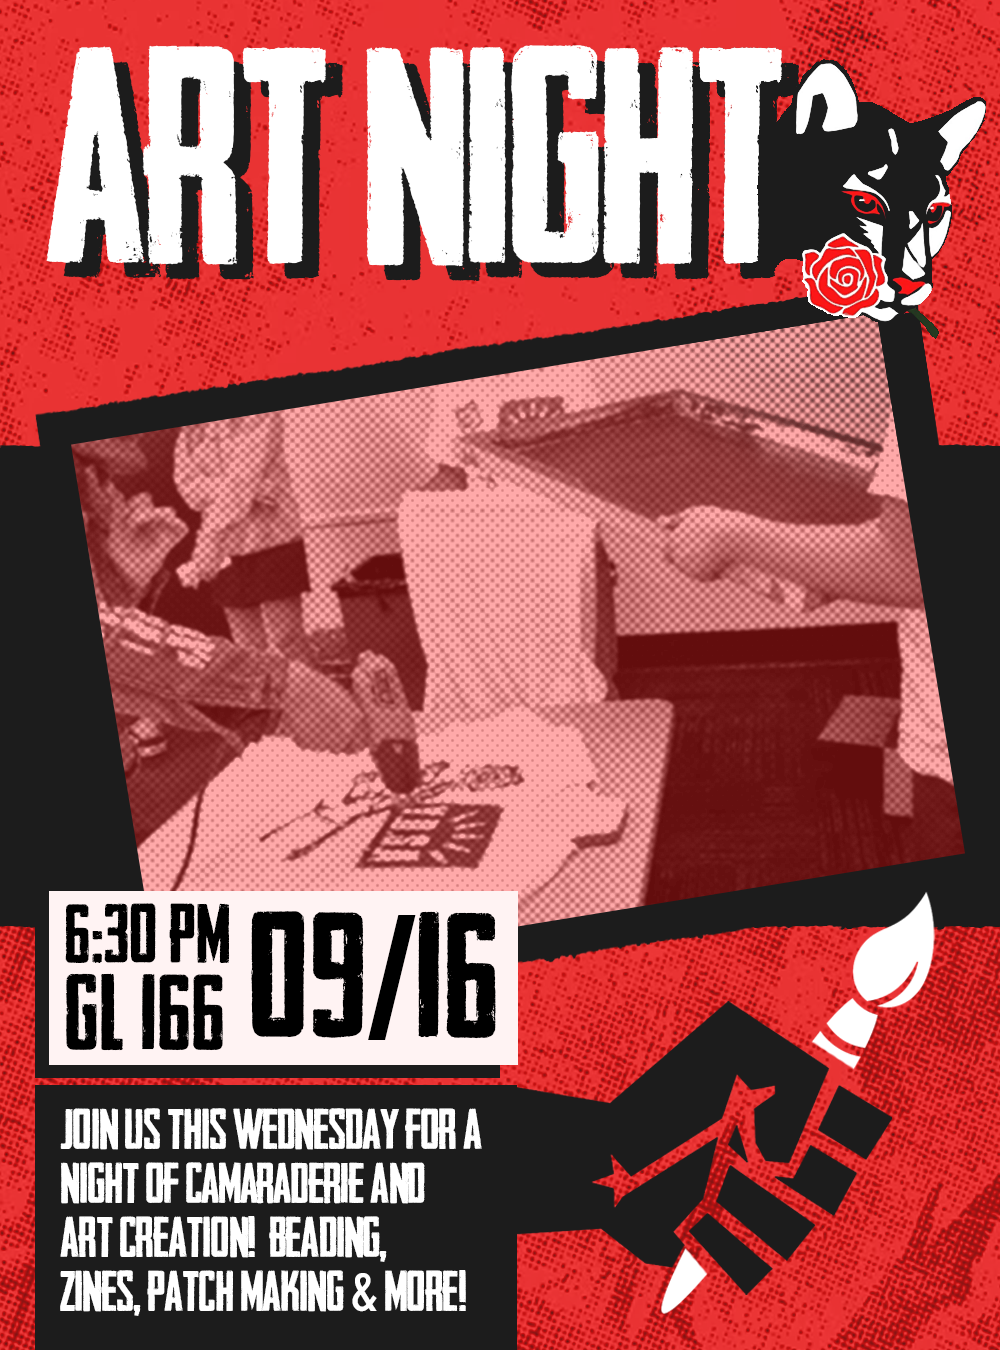 ART NIGHT
6:30 PM
GL 166
09/16
JOIN US THIS WEDNESDAY FOR A
NIGHT OF CAMARADERIE AND
ART CREATION! BEADING,
ZINES, PATCH MAKING & MORE!